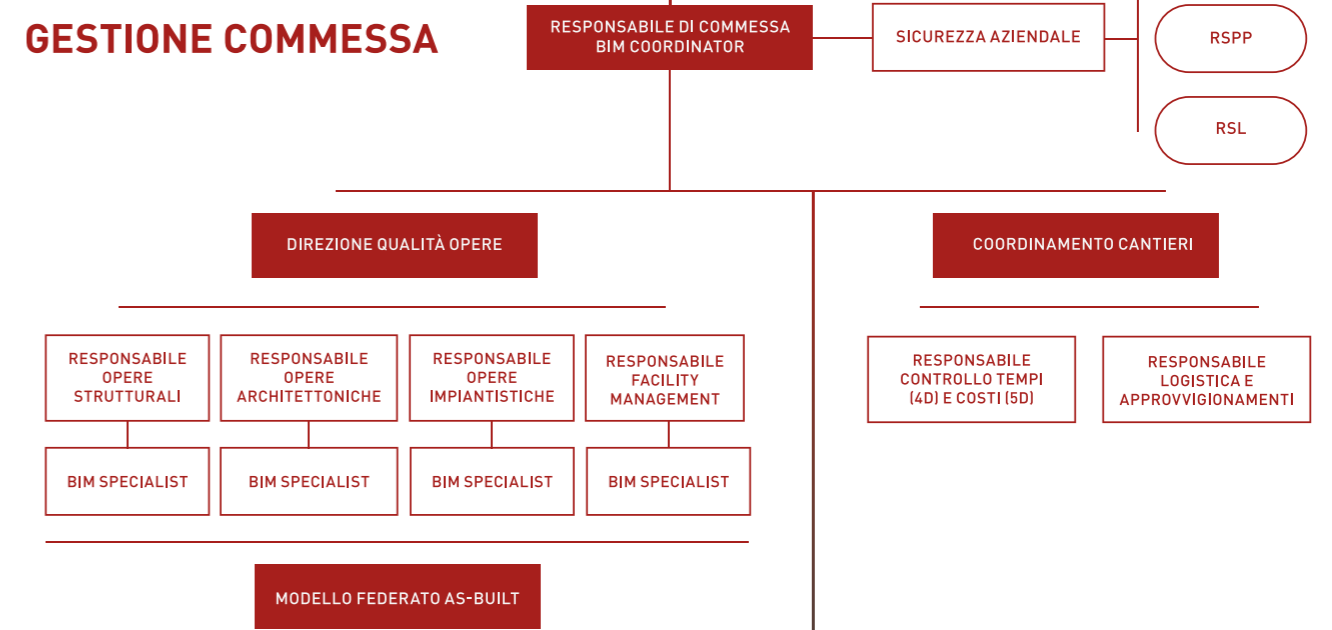 GESTIONE COMMESSA
RESPONSABILE DI COMMESSA
BIM COORDINATOR
SICUREZZA AZIENDALE
RSPP
RSL
DIREZIONE QUALITÀ OPERE
COORDINAMENTO CANTIERI
RESPONSABILE
OPERE
STRUTTURALI
RESPONSABILE
OPERE
ARCHITETTONICHE
RESPONSABILE
OPERE
IMPIANTISTICHE
RESPONSABILE
FACILITY
MANAGEMENT
RESPONSABILE
CONTROLLO TEMPI
(4D) E COSTI (5D)
RESPONSABILE
LOGISTICA E
APPROVVIGIONAMENTI
BIM SPECIALIST
BIM SPECIALIST
BIM SPECIALIST
BIM SPECIALIST
MODELLO FEDERATO AS-BUILT